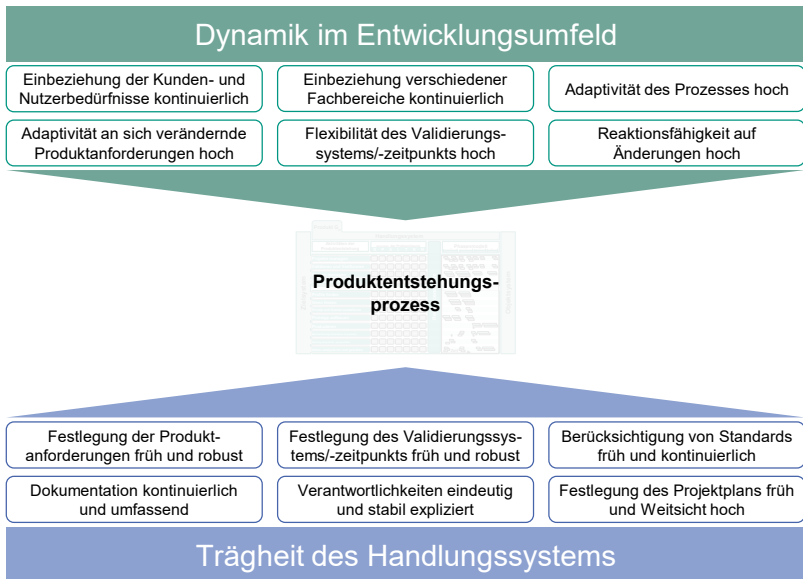 Dynamik im Entwicklungsumfeld
Einbeziehung der Kunden- und
Nutzerbedürfnisse kontinuierlich
Einbeziehung verschiedener
Fachbereiche kontinuierlich
Adaptivität des Prozesses hoch
Adaptivität an sich verändernde
Produktanforderungen hoch
Flexibilität des Validierungs-
systems/-zeitpunkts hoch
Reaktionsfähigkeit auf
Änderungen hoch
Produktentstehungs-
prozess
Festlegung der Produkt-
anforderungen früh und robust
Festlegung des Validierungssys-
tems/-zeitpunkts früh und robust
Berücksichtigung von Standards
früh und kontinuierlich
Dokumentation kontinuierlich
und umfassend
Verantwortlichkeiten eindeutig
und stabil expliziert
Festlegung des Projektplans früh
und Weitsicht hoch
Trägheit des Handlungssystems